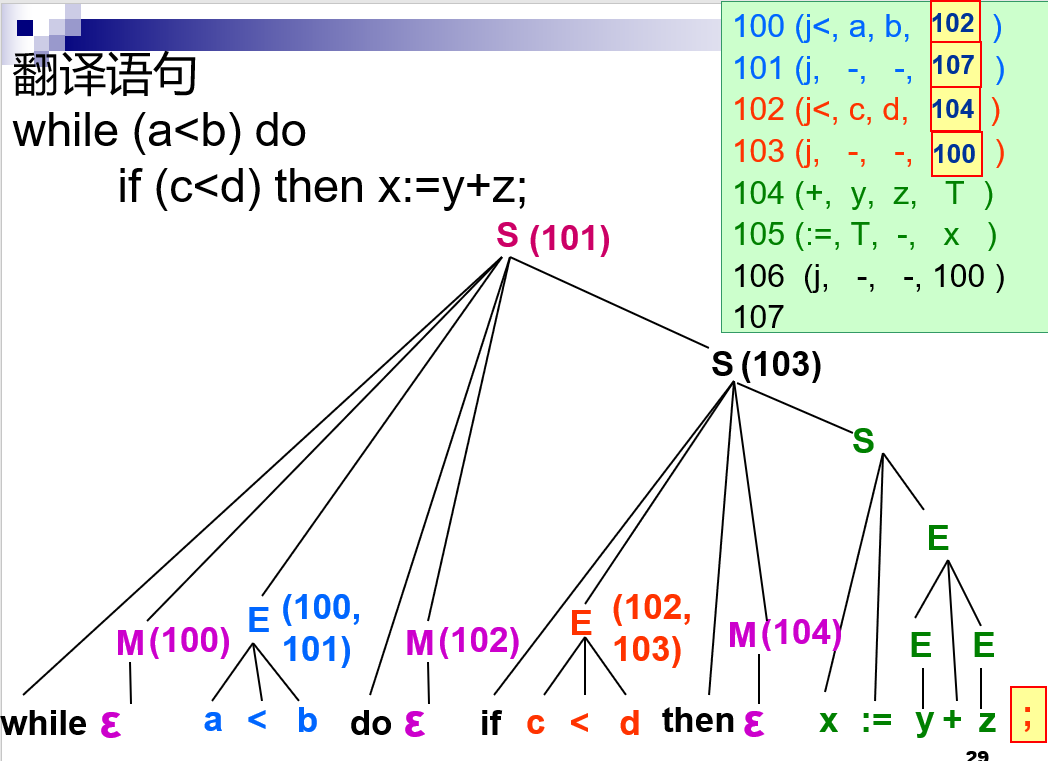 翻译语句
while (a<b) do
if (c<d) then x:=y+z;
100 (j<, a, b, 102 )
101 (j, -, -, 107 )
102 (j<, c, d, 104 )
103 (j, -, -, 100 )
104 (+, y, z, T )
105 (:=, T, -, x )
106 (j, -, -, 100 )
107
S (101)
S (103)
S
E
M (100) E (100, 101) M (102) E (102, 103) M (104) E E
while ε a < b do ε if c < d then ε x := y + z ;
29